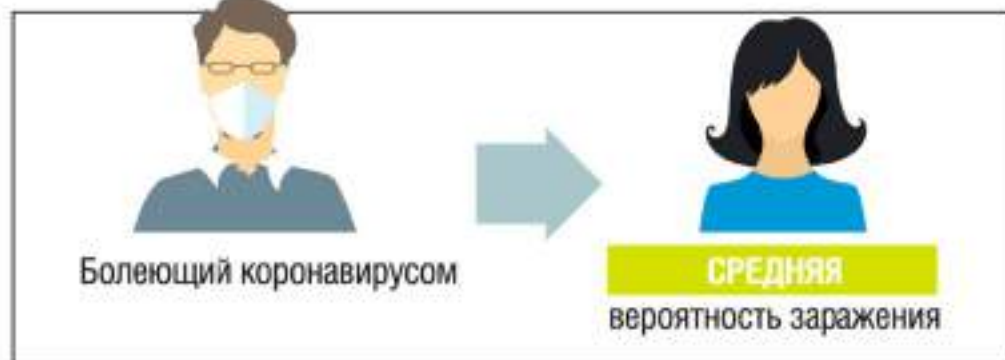 Болеющий коронавирусом
СРЕДНЯЯ
вероятность заражения